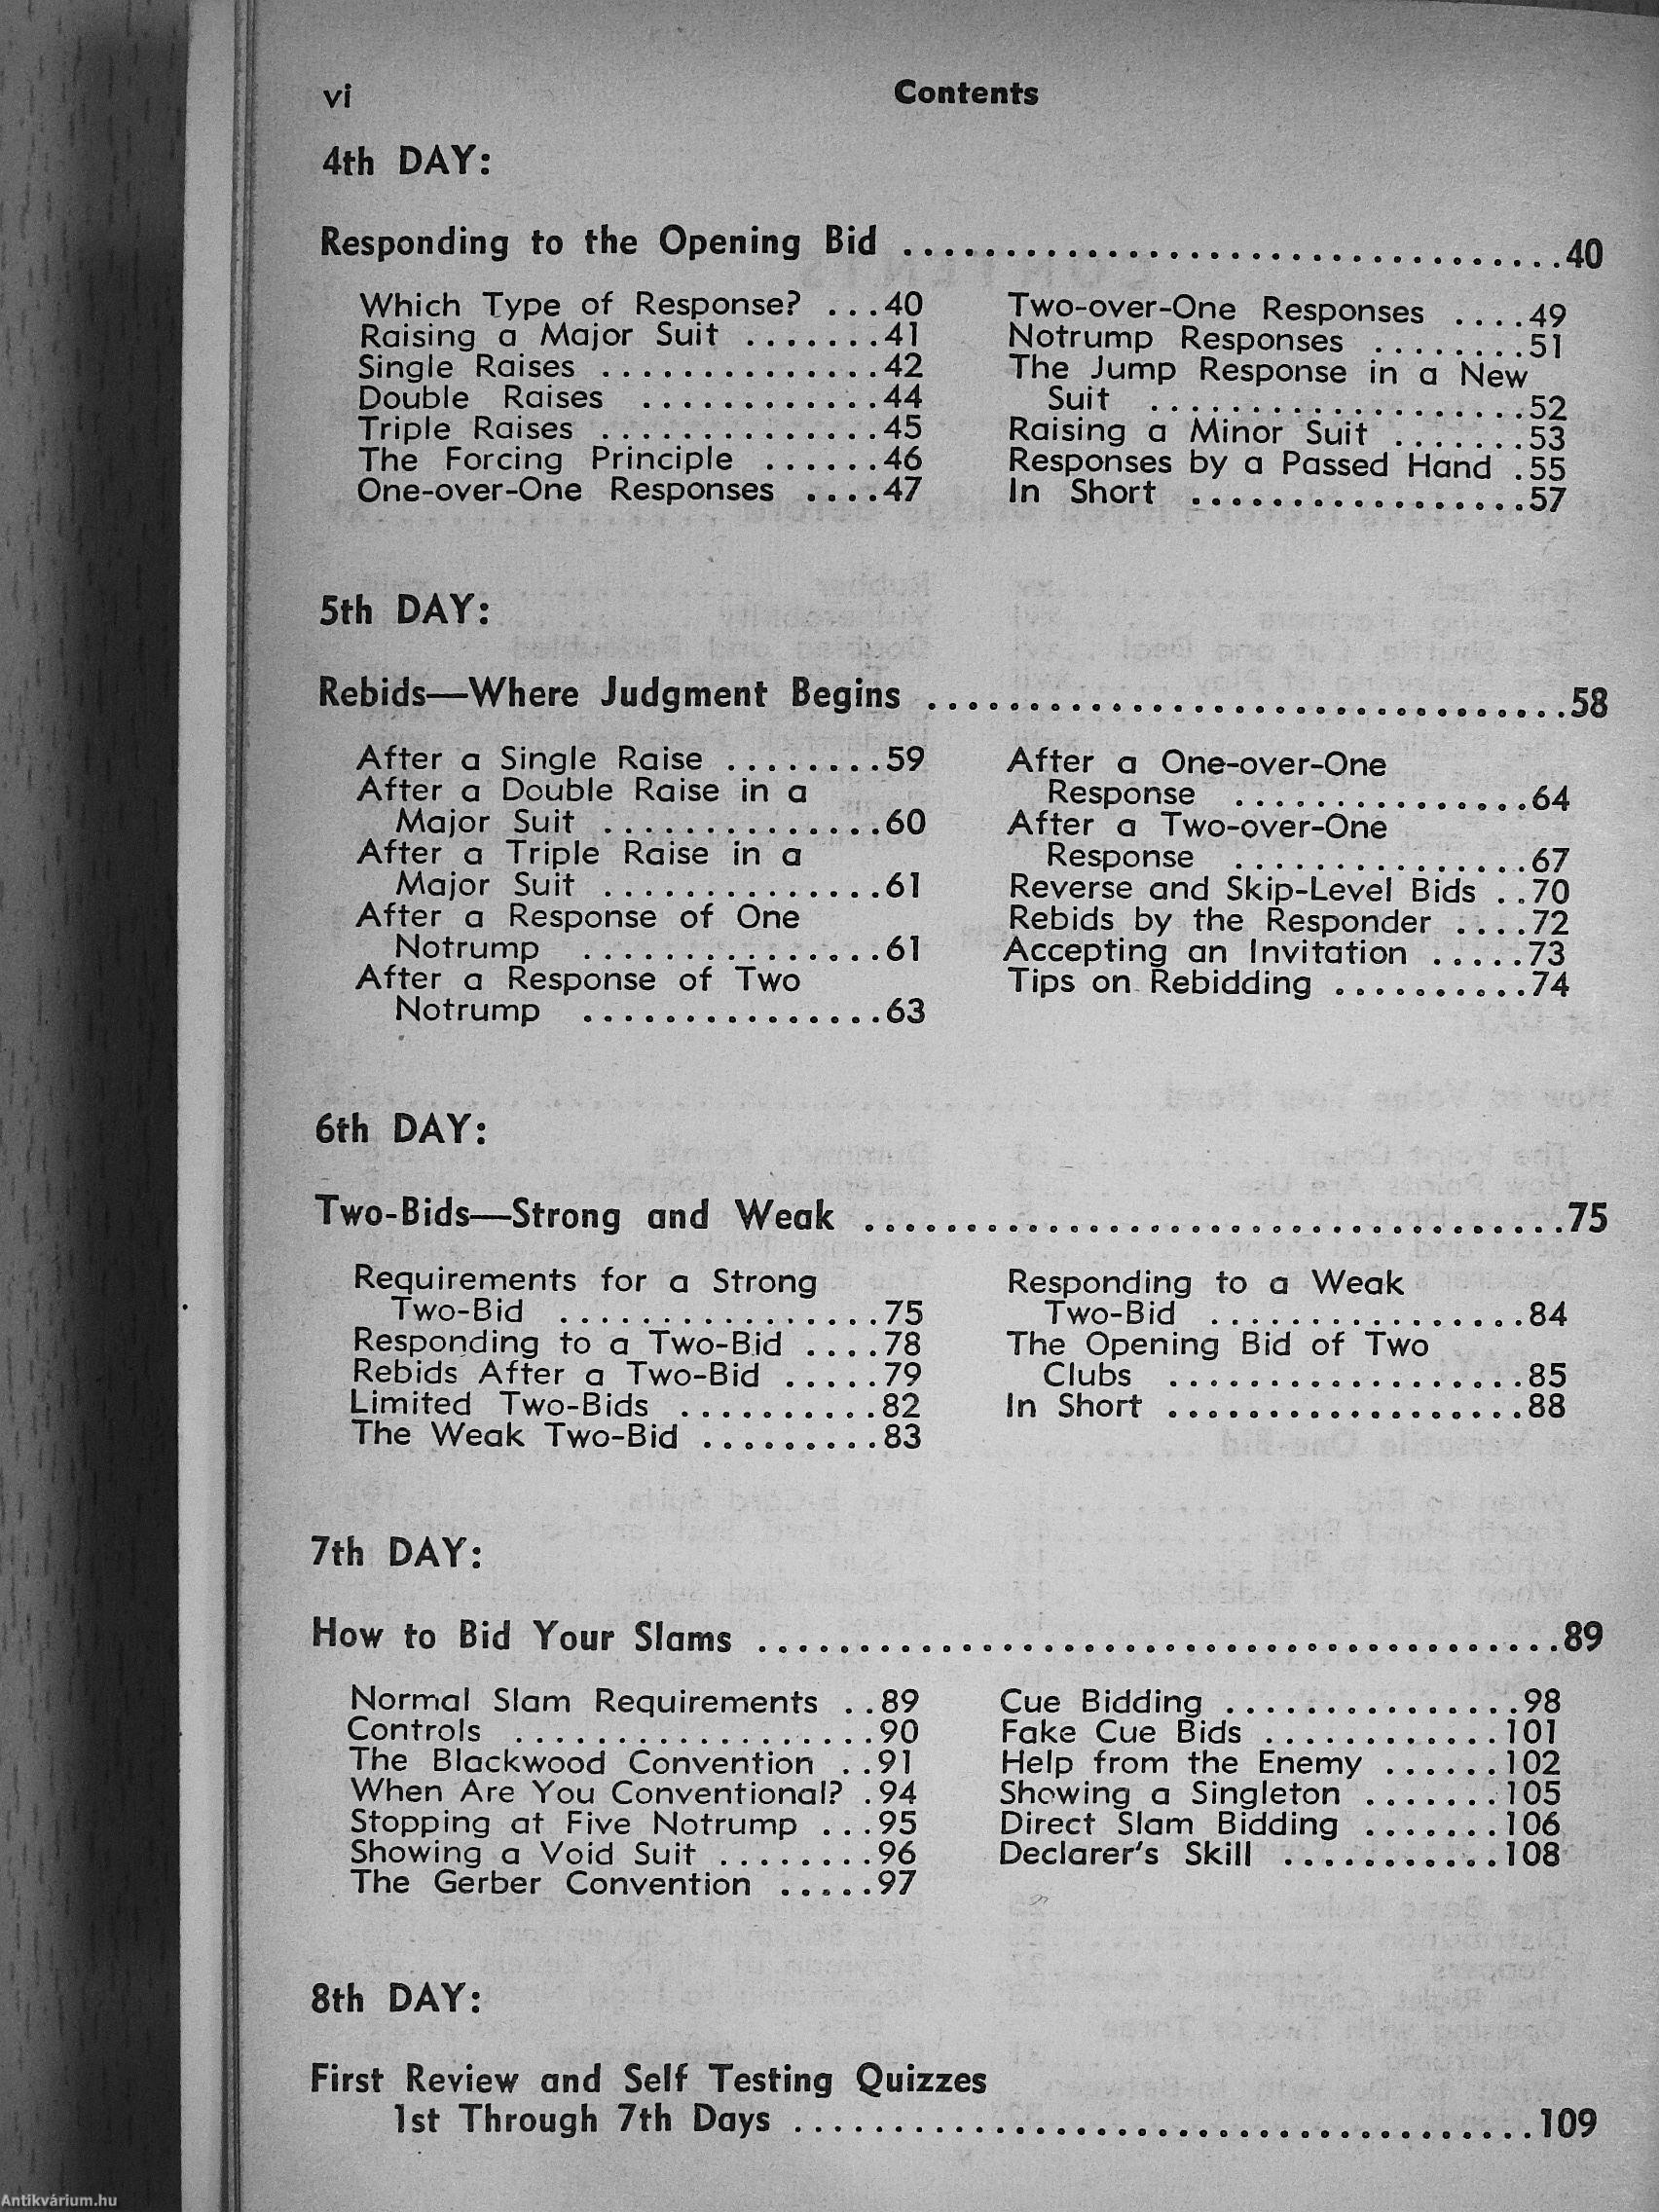 vi Contents
4th DAY:
Responding to the Opening Bid ................................40
Which Type of Response? ...40
Raising a Major Suit .......41
Single Raises ..............42
Double Raises ............44
Triple Raises ..............45
The Forcing Principle ......46
One-over-One Responses ....47
Two-over-One Responses ....49
Notrump Responses ........51
The Jump Response in a New
Suit ...................52
Raising a Minor Suit .......53
Responses by a Passed Hand .55
In Short .................57
5th DAY:
Rebids—Where Judgment Begins ................................58
After a Single Raise ........59
After a Double Raise in a
Major Suit ..............60
After a Triple Raise in a
Major Suit ..............61
After a Response of One
Notrump ...............61
After a Response of Two
Notrump ...............63
After a One-over-One
Response ...............64
After a Two-over-One
Response ...............67
Reverse and Skip-Level Bids ..70
Rebids by the Responder ....72
Accepting an Invitation .....73
Tips on Rebidding ..........74
6th DAY:
Two-Bids—Strong and Weak ...................................75
Requirements for a Strong
Two-Bid ................75
Responding to a Two-Bid ....78
Rebids After a Two-Bid .....79
Limited Two-Bids ..........82
The Weak Two-Bid .........83
Responding to a Weak
Two-Bid ................84
The Opening Bid of Two
Clubs ..................85
In Short ..................88
7th DAY:
How to Bid Your Slams ........................................89
Normal Slam Requirements ..89
Controls ..................90
The Blackwood Convention ..91
When Are You Conventional? .94
Stopping at Five Notrump ...95
Showing a Void Suit ........96
The Gerber Convention .....97
Cue Bidding ...............98
Fake Cue Bids ............101
Help from the Enemy ......102
Showing a Singleton .......105
Direct Slam Bidding .......106
Declarer's Skill ...........108
8th DAY:
First Review and Self Testing Quizzes
1st Through 7th Days .....................................109
Antikvárium.hu